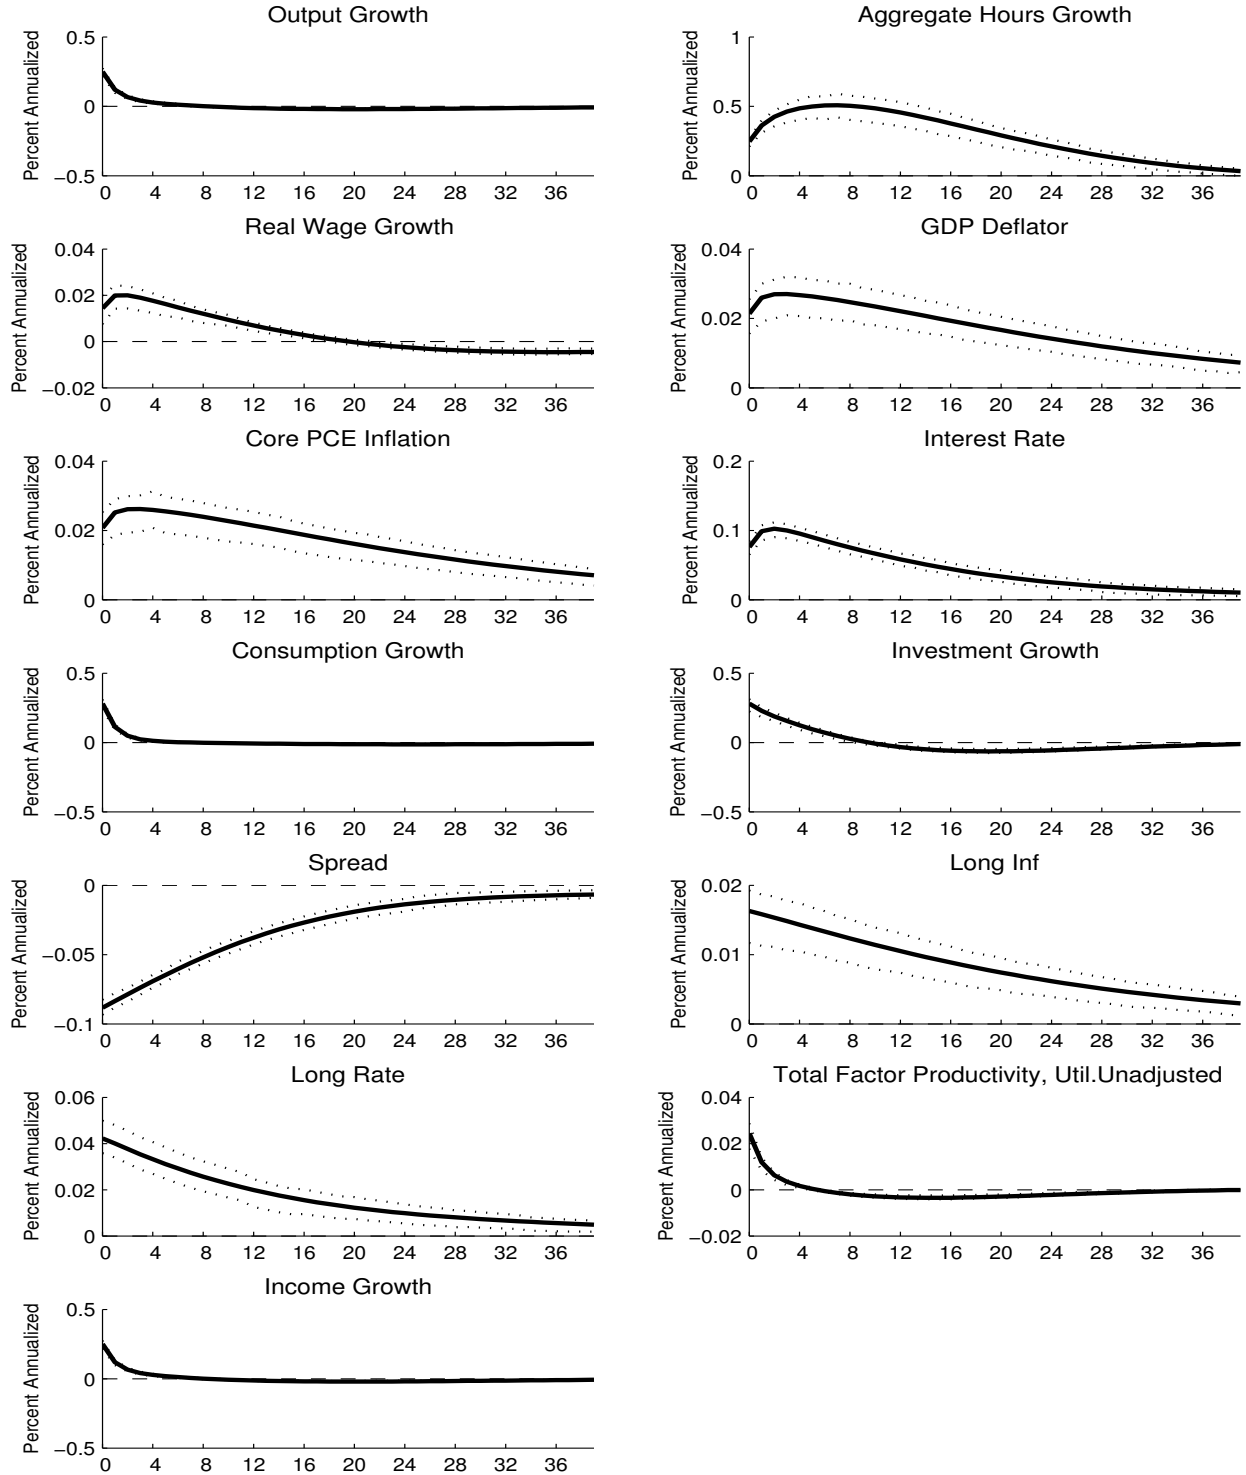 Output Growth
Percent Annualized
0.5
0
−0.5
0 4 8 12 16 20 24 28 32 36
Aggregate Hours Growth
Percent Annualized
1
0.5
0
0 4 8 12 16 20 24 28 32 36
Real Wage Growth
Percent Annualized
0.04
0.02
0
−0.02
0 4 8 12 16 20 24 28 32 36
GDP Deflator
Percent Annualized
0.04
0.02
0
0 4 8 12 16 20 24 28 32 36
Core PCE Inflation
Percent Annualized
0.04
0.02
0
0 4 8 12 16 20 24 28 32 36
Interest Rate
Percent Annualized
0.2
0.1
0
0 4 8 12 16 20 24 28 32 36
Consumption Growth
Percent Annualized
0.5
0
−0.5
0 4 8 12 16 20 24 28 32 36
Investment Growth
Percent Annualized
0.5
0
−0.5
0 4 8 12 16 20 24 28 32 36
Spread
Percent Annualized
0
−0.05
−0.1
0 4 8 12 16 20 24 28 32 36
Long Inf
Percent Annualized
0.02
0.01
0
0 4 8 12 16 20 24 28 32 36
Long Rate
Percent Annualized
0.06
0.04
0.02
0
0 4 8 12 16 20 24 28 32 36
Total Factor Productivity, Util.Unadjusted
Percent Annualized
0.04
0.02
0
−0.02
0 4 8 12 16 20 24 28 32 36
Income Growth
Percent Annualized
0.5
0
−0.5
0 4 8 12 16 20 24 28 32 36